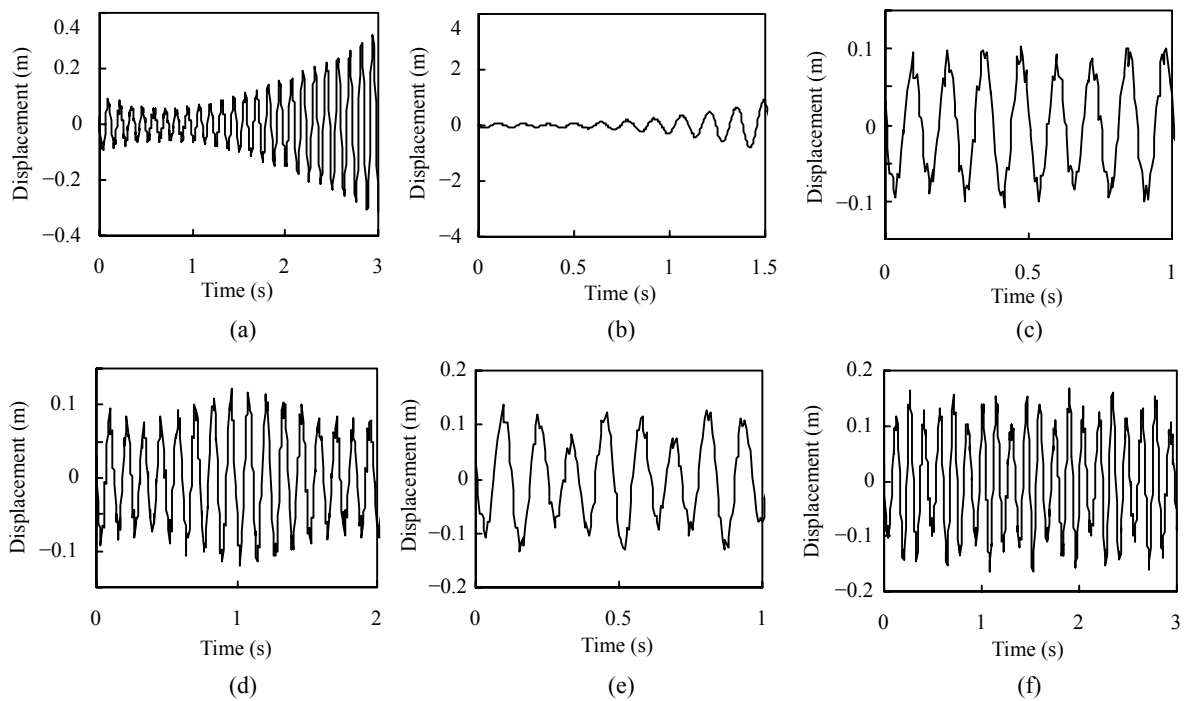 0.4
0.2
0
−0.2
−0.4
Displacement (m)
0 1 2 3
Time (s)
(a)
4
2
0
−2
−4
Displacement (m)
0 0.5 1 1.5
Time (s)
(b)
0.1
0
−0.1
Displacement (m)
0 0.5 1
Time (s)
(c)
0.1
0
−0.1
Displacement (m)
0 1 2
Time (s)
(d)
0.2
0.1
0
−0.1
−0.2
Displacement (m)
0 0.5 1
Time (s)
(e)
0.2
0.1
0
−0.1
−0.2
Displacement (m)
0 1 2 3
Time (s)
(f)